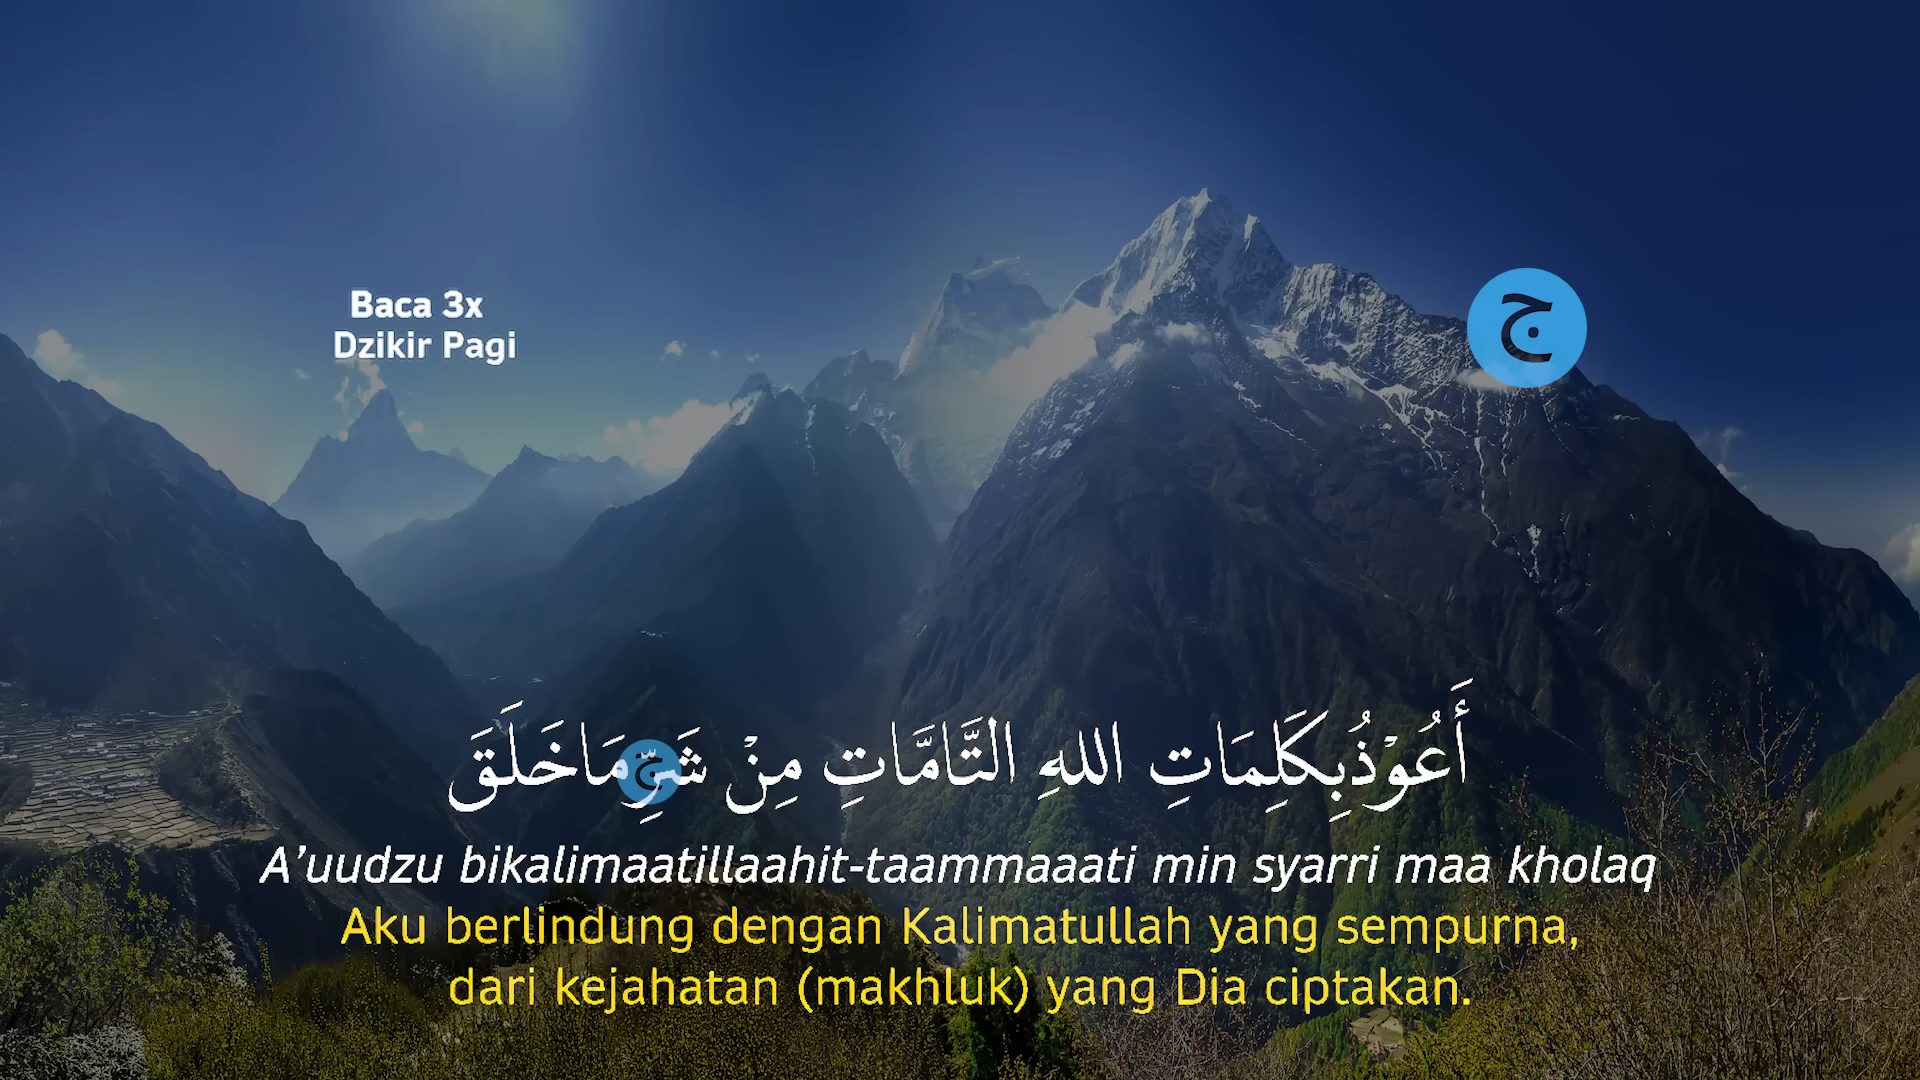 Baca 3x
Dzikir Pagi
ج
أَعُوْذُبِكَلِمَاتِ اللهِ التَّامَّاتِ مِنْ شَرِّمَاخَلَقَ
ج
A’uudzu bikalimaatillaahit-taammaaati min syarri maa kholaq
Aku berlindung dengan Kalimatullah yang sempurna,
dari kejahatan (makhluk) yang Dia ciptakan.